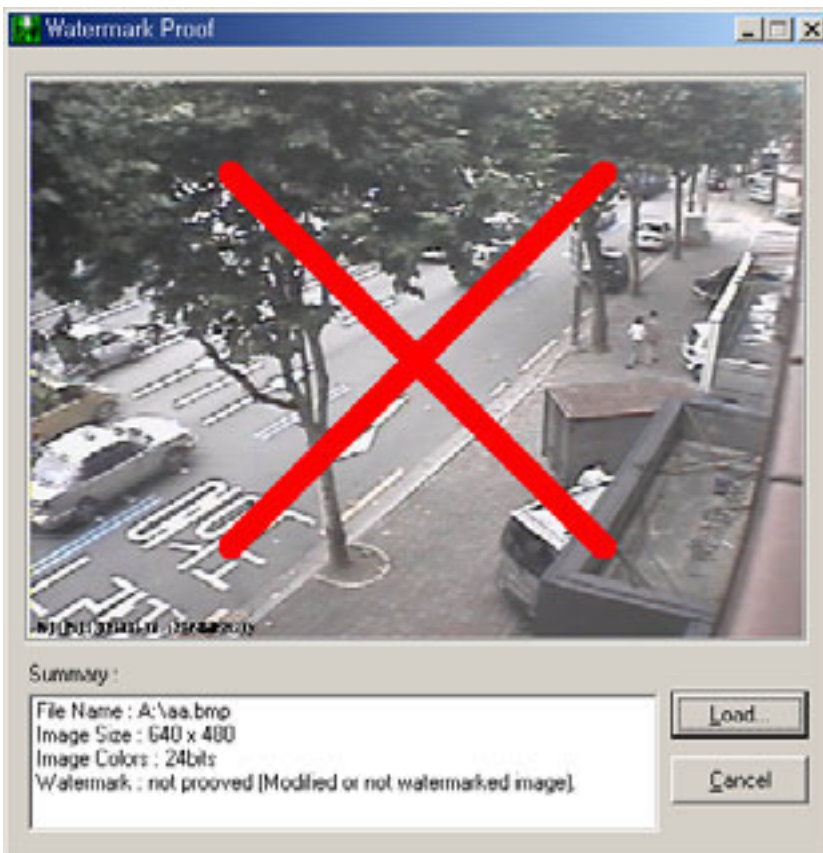 Watermark Proof
Summary :
File Name : A:\aa.bmp
Image Size : 640 x 480
Image Colors : 24bits
Watermark : not prooved (Modified or not watermarked image).
Load...
Cancel